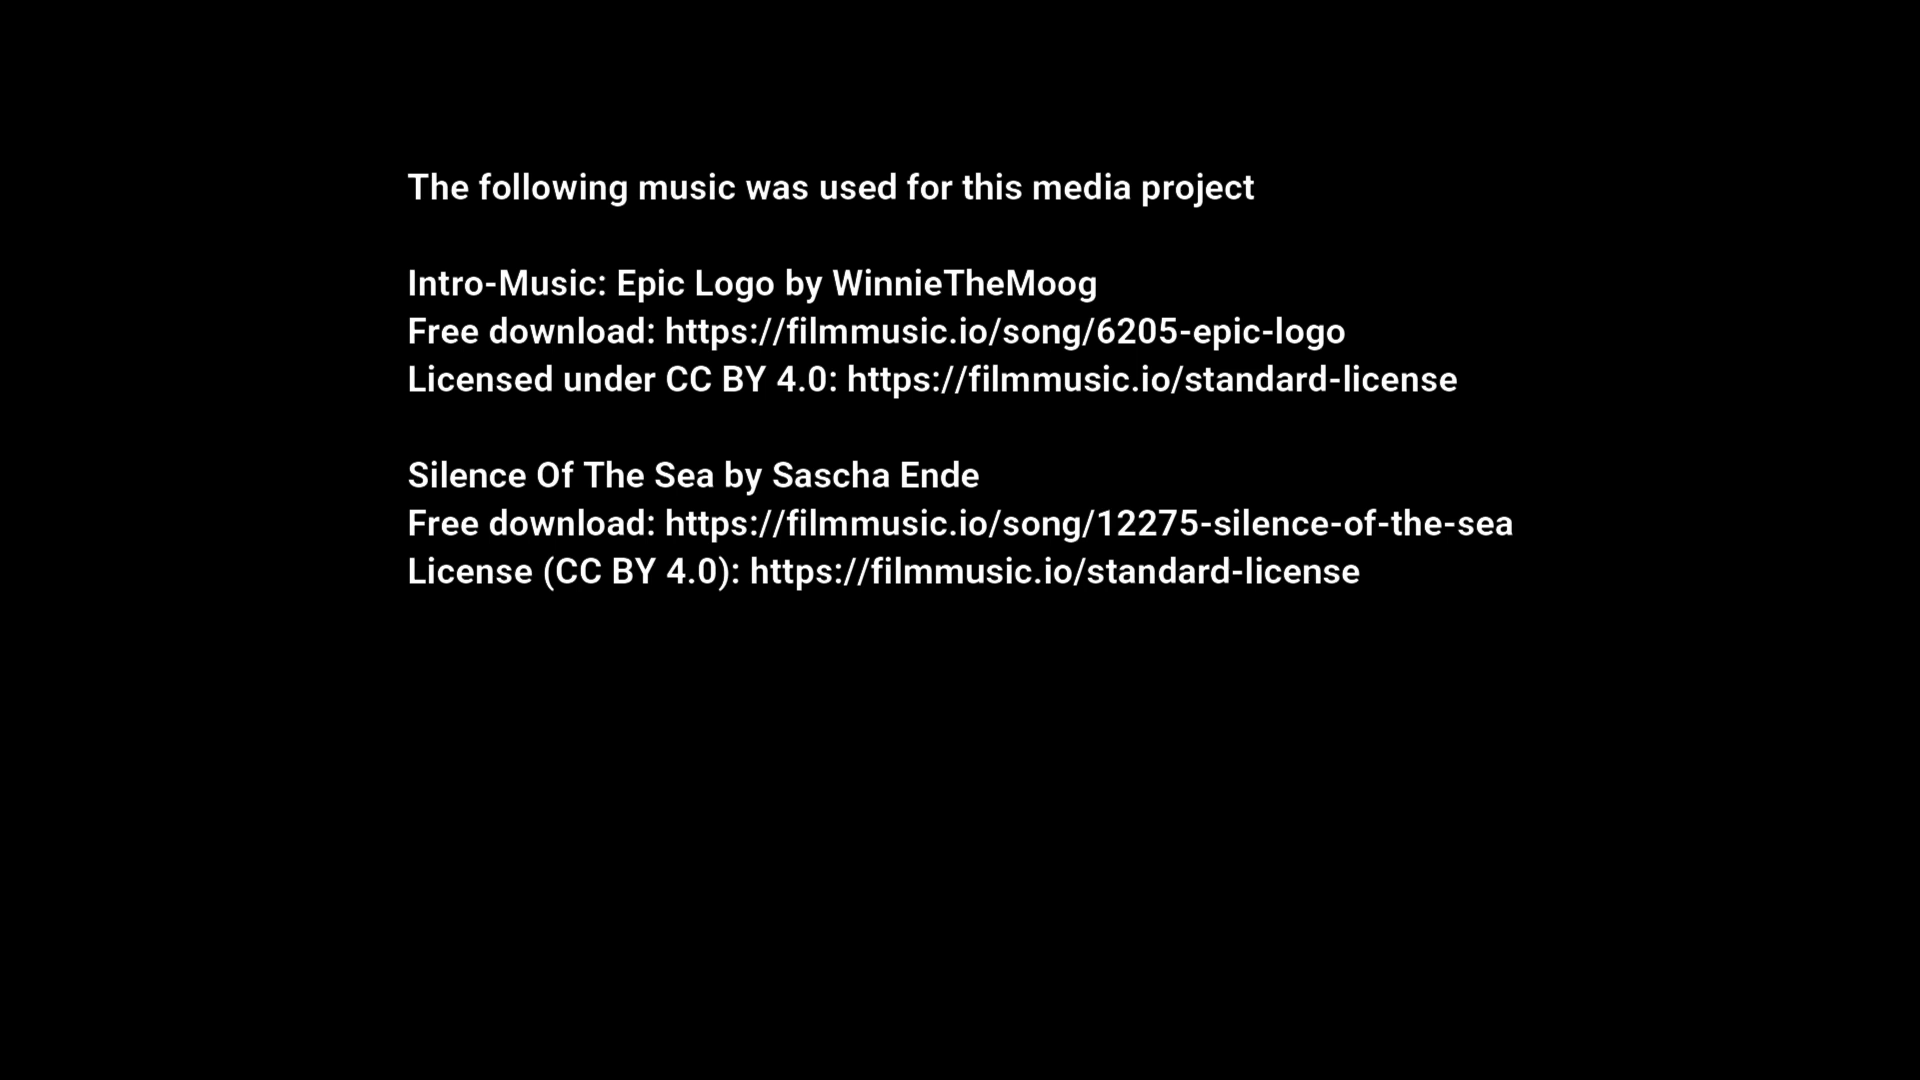 The following music was used for this media project
Intro-Music: Epic Logo by WinnieTheMoog
Free download: https://filmmusic.io/song/6205-epic-logo
Licensed under CC BY 4.0: https://filmmusic.io/standard-license
Silence Of The Sea by Sascha Ende
Free download: https://filmmusic.io/song/12275-silence-of-the-sea
License (CC BY 4.0): https://filmmusic.io/standard-license